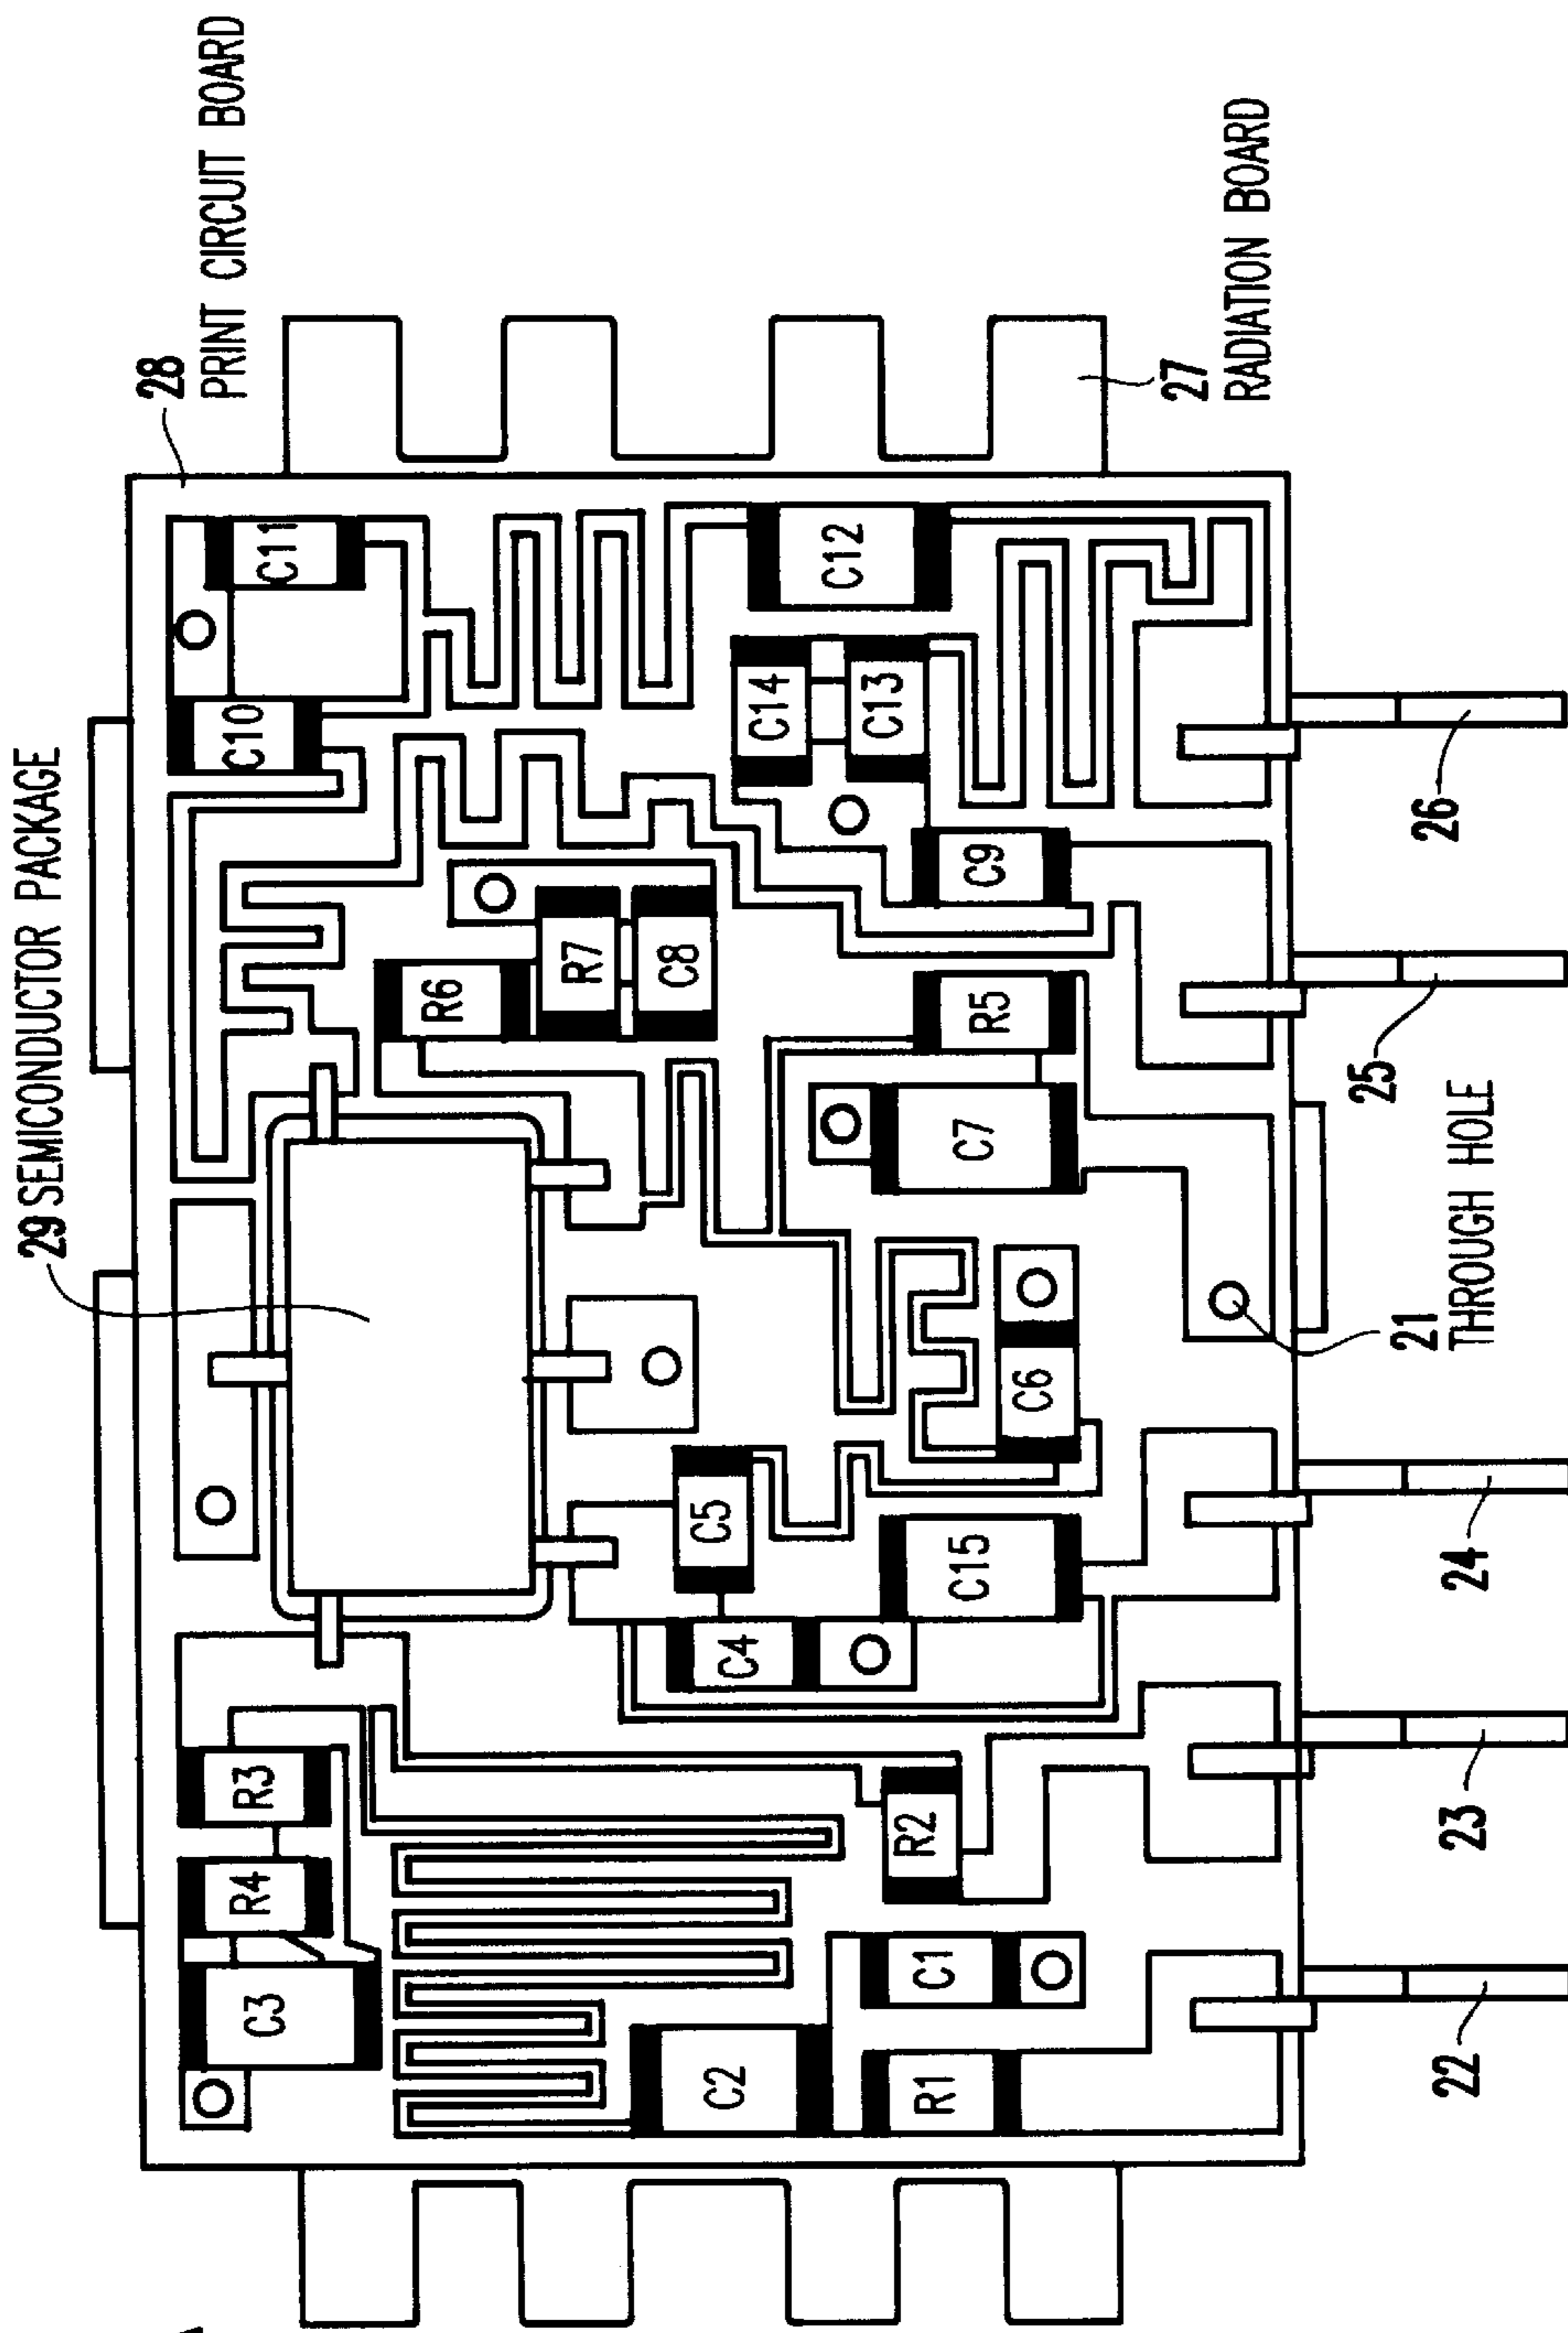 29 SEMICONDUCTOR PACKAGE
28
PRINT CIRCUIT BOARD
C3
R4
R3
C10
C11
R6
R7
C8
C2
C4
C5
C14
C13
C12
R1
C1
R2
C15
C6
C7
R5
C9
27
RADIATION BOARD
22
23
24
21
THROUGH HOLE
25
26